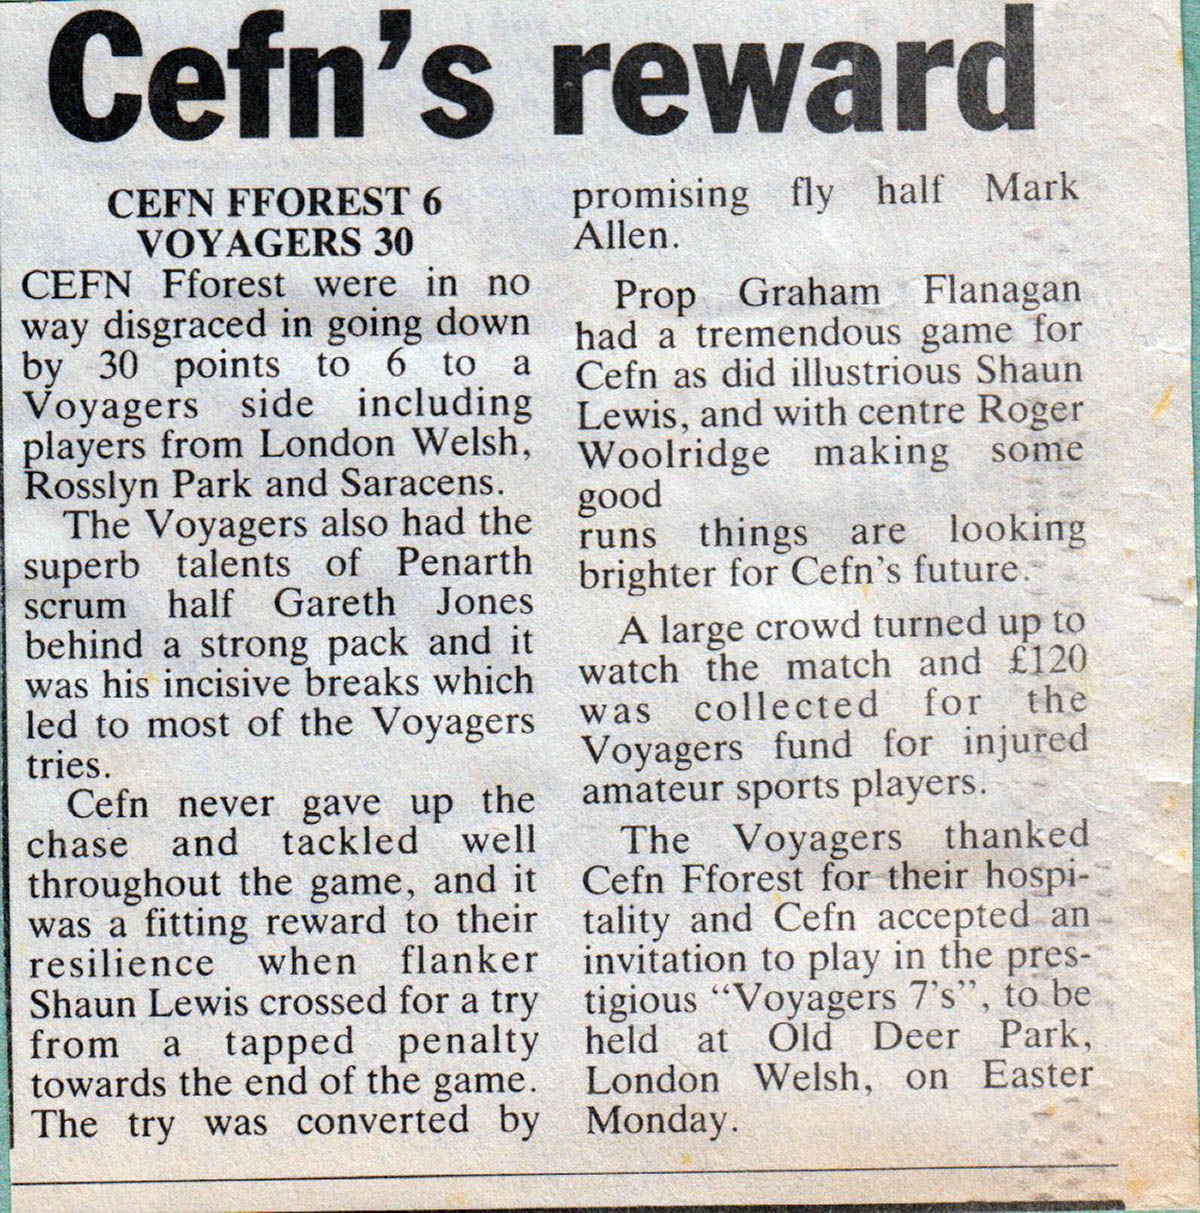 Cefn's reward
CEFN FFOREST 6
VOYAGERS 30
CEFN Fforest were in no
way disgraced in going down
by 30 points to 6 to a
Voyagers side including
players from London Welsh,
Rosslyn Park and Saracens.
The Voyagers also had the
superb talents of Penarth
scrum half Gareth Jones
behind a strong pack and it
was his incisive breaks which
led to most of the Voyagers
tries.
Cefn never gave up the
chase and tackled well
throughout the game, and it
was a fitting reward to their
resilience when flanker
Shaun Lewis crossed for a try
from a tapped penalty
towards the end of the game.
The try was converted by
promising fly half Mark
Allen.
Prop Graham Flanagan
had a tremendous game for
Cefn as did illustrious Shaun
Lewis, and with centre Roger
Woolridge making some
good
runs things are looking
brighter for Cefn's future.
A large crowd turned up to
watch the match and £120
was collected for the
Voyagers fund for injured
amateur sports players.
The Voyagers thanked
Cefn Fforest for their hospi-
tality and Cefn accepted an
invitation to play in the pres-
tigious “Voyagers 7's”, to be
held at Old Deer Park,
London Welsh, on Easter
Monday.